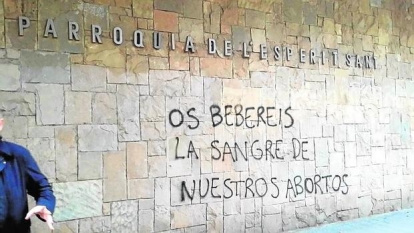 PARROQUIA DE L'ESPERIT SANT
OS BEBEREIS
LA SANGRE DE
NUESTROS ABORTOS